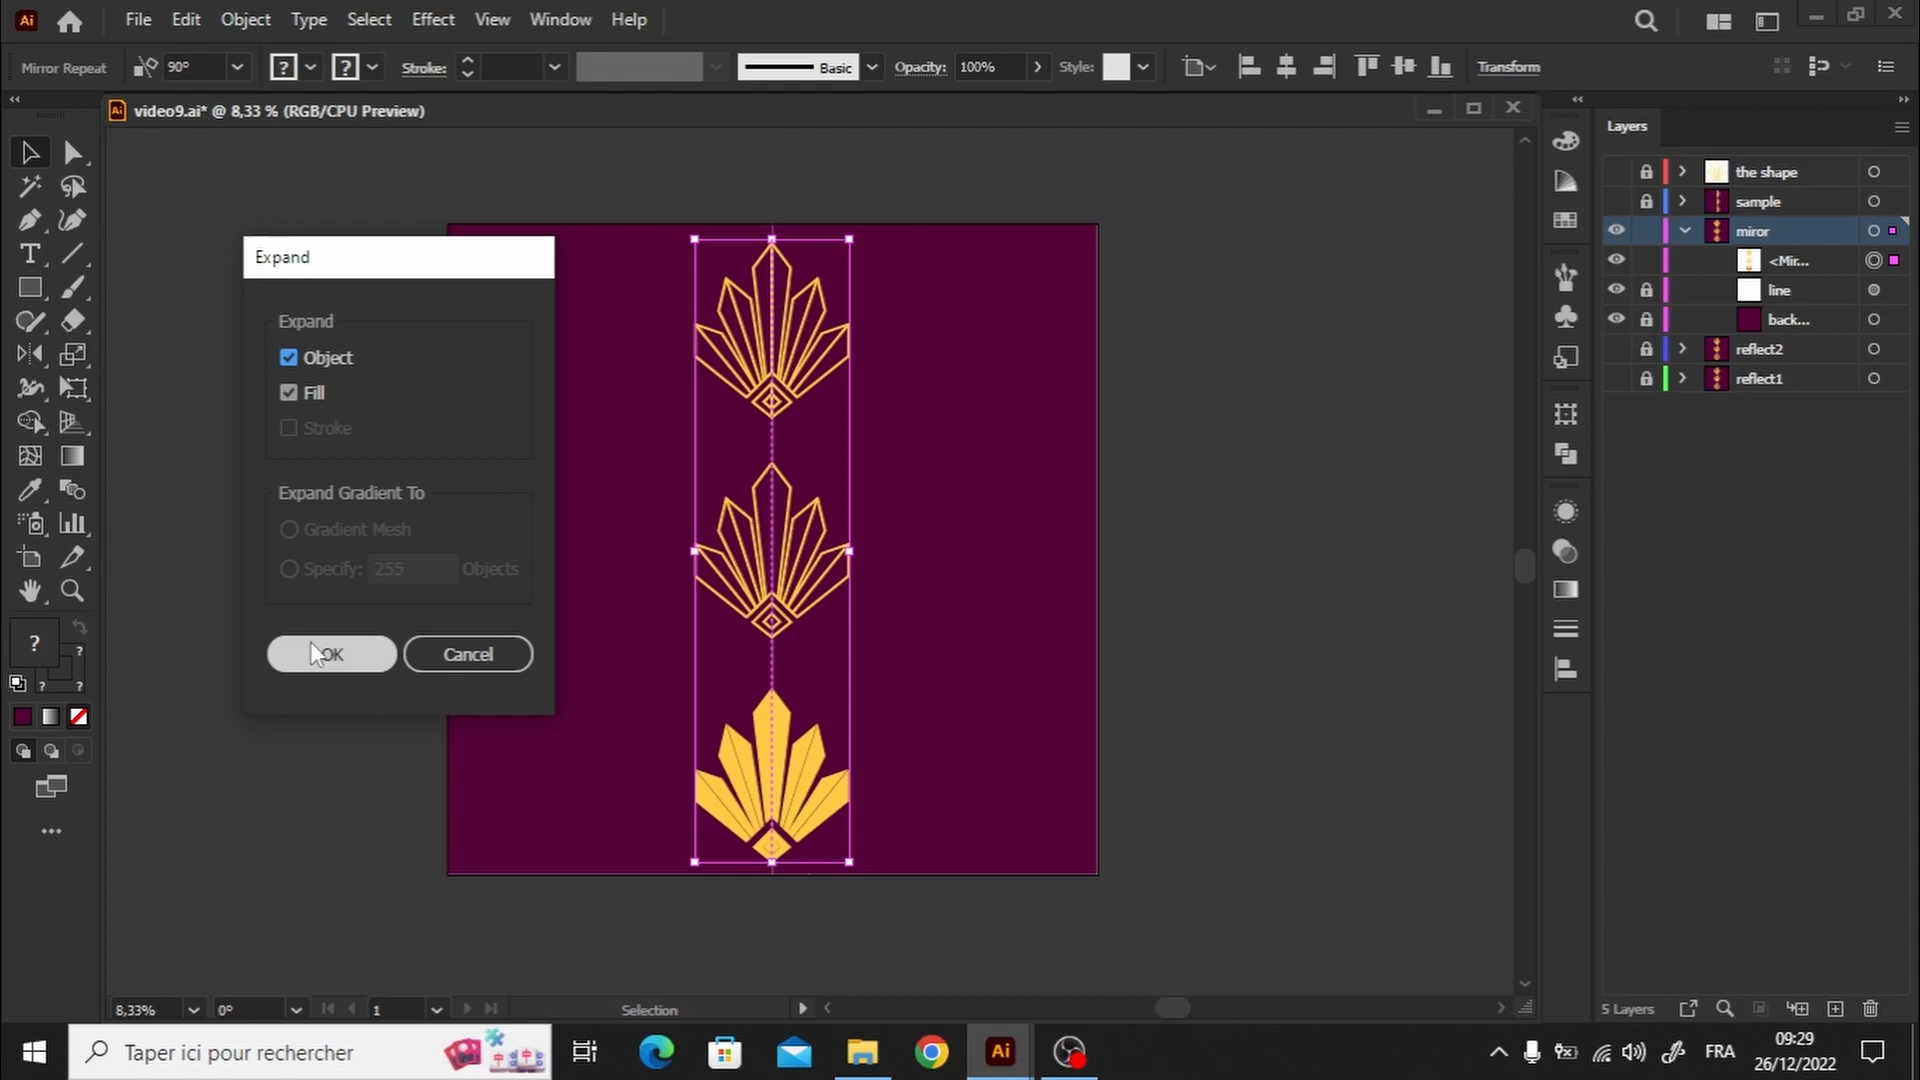 Ai File Edit Object Type Select Effect View Window Help
Mirror Repeat 90° ? ? Stroke: Basic Opacity: 100% Style: Transform
Ai video9.ai* @ 8,33 % (RGB/CPU Preview)
Layers
the shape
sample
miror
<Mir...
line
back...
reflect2
reflect1
Expand
Expand
Object
Fill
Stroke
Expand Gradient To
Gradient Mesh
Specify: 255 Objects
OK Cancel
T
?
?
? ?
8,33% 0° 1 Selection
5 Layers
Taper ici pour rechercher
Ai
FRA
09:29
26/12/2022